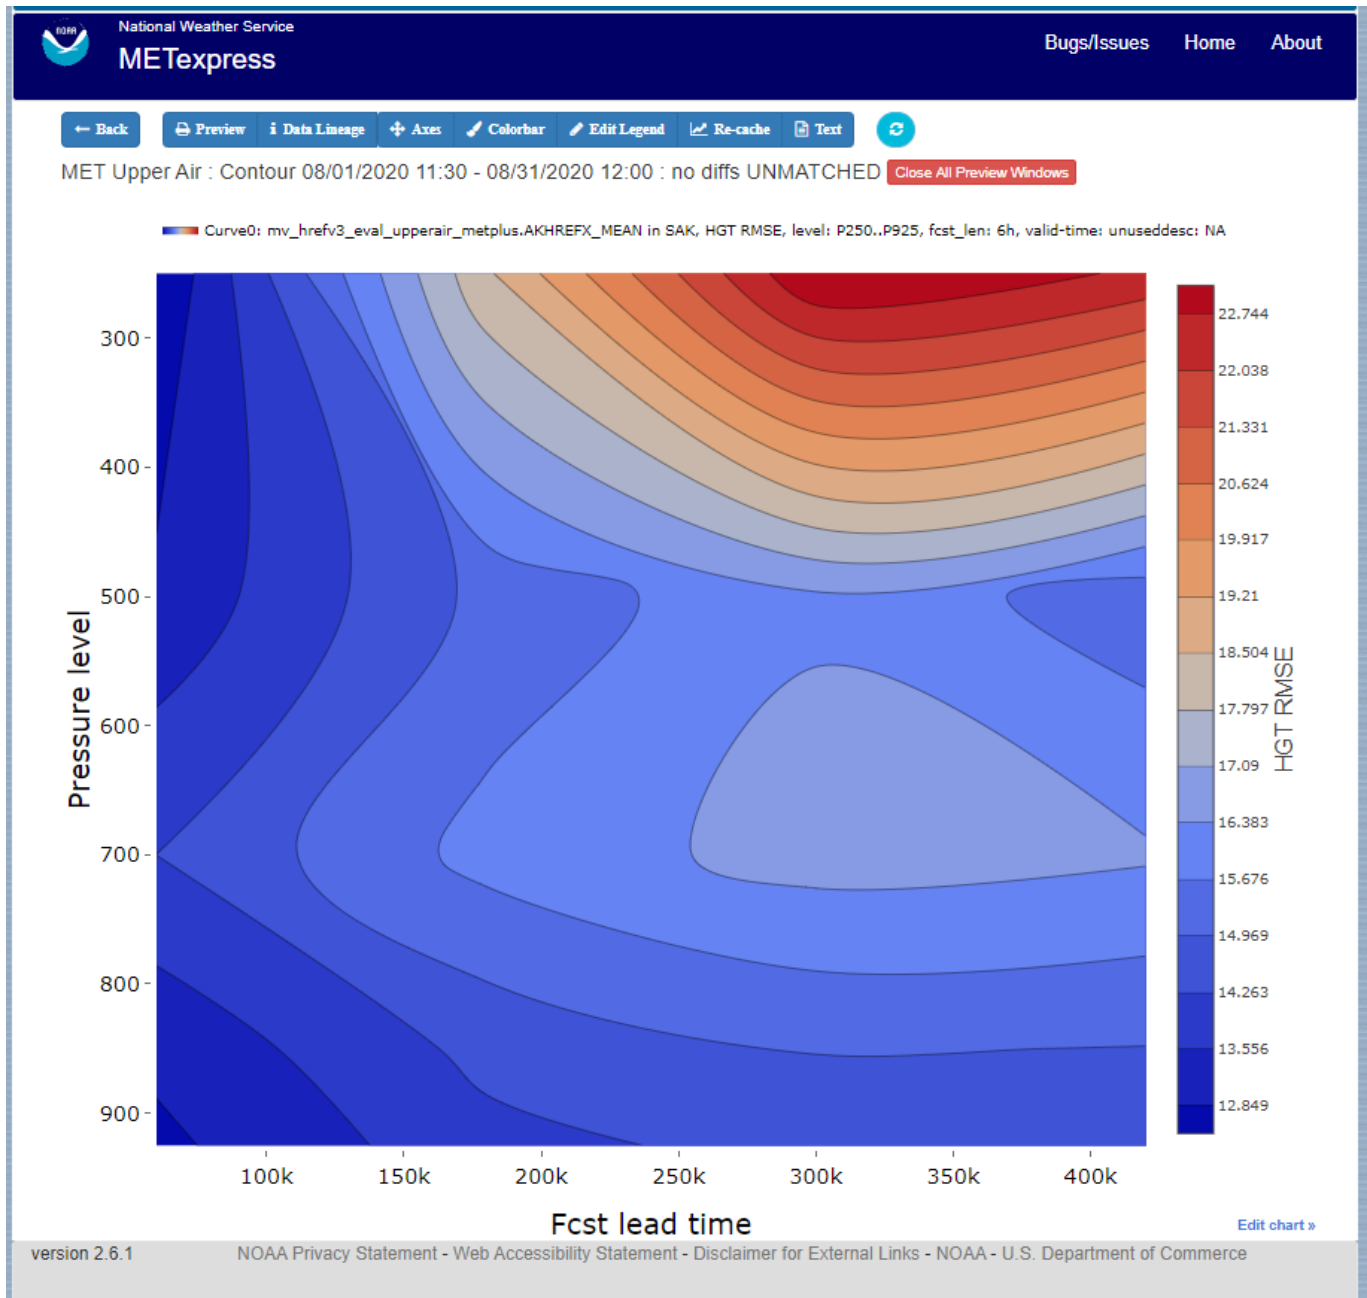 NOAA
National Weather Service
METexpress
Bugs/Issues Home About
Back Preview Data Lineage Axes Colorbar Edit Legend Re-cache Text
MET Upper Air : Contour 08/01/2020 11:30 - 08/31/2020 12:00 : no diffs UNMATCHED Close All Preview Windows
Curve0: mv_hrefv3_eval_upperair_metplus.AKHREFX_MEAN in SAK, HGT RMSE, level: P250..P925, fcst_len: 6h, valid-time: unuseddesc: NA
300
400
500
600
700
800
900
Pressure level
100k 150k 200k 250k 300k 350k 400k
Fcst lead time
22.744
22.038
21.331
20.624
19.917
19.21
18.504
17.797
17.09
16.383
15.676
14.969
14.263
13.556
12.849
HGT RMSE
Edit chart »
version 2.6.1 NOAA Privacy Statement - Web Accessibility Statement - Disclaimer for External Links - NOAA - U.S. Department of Commerce